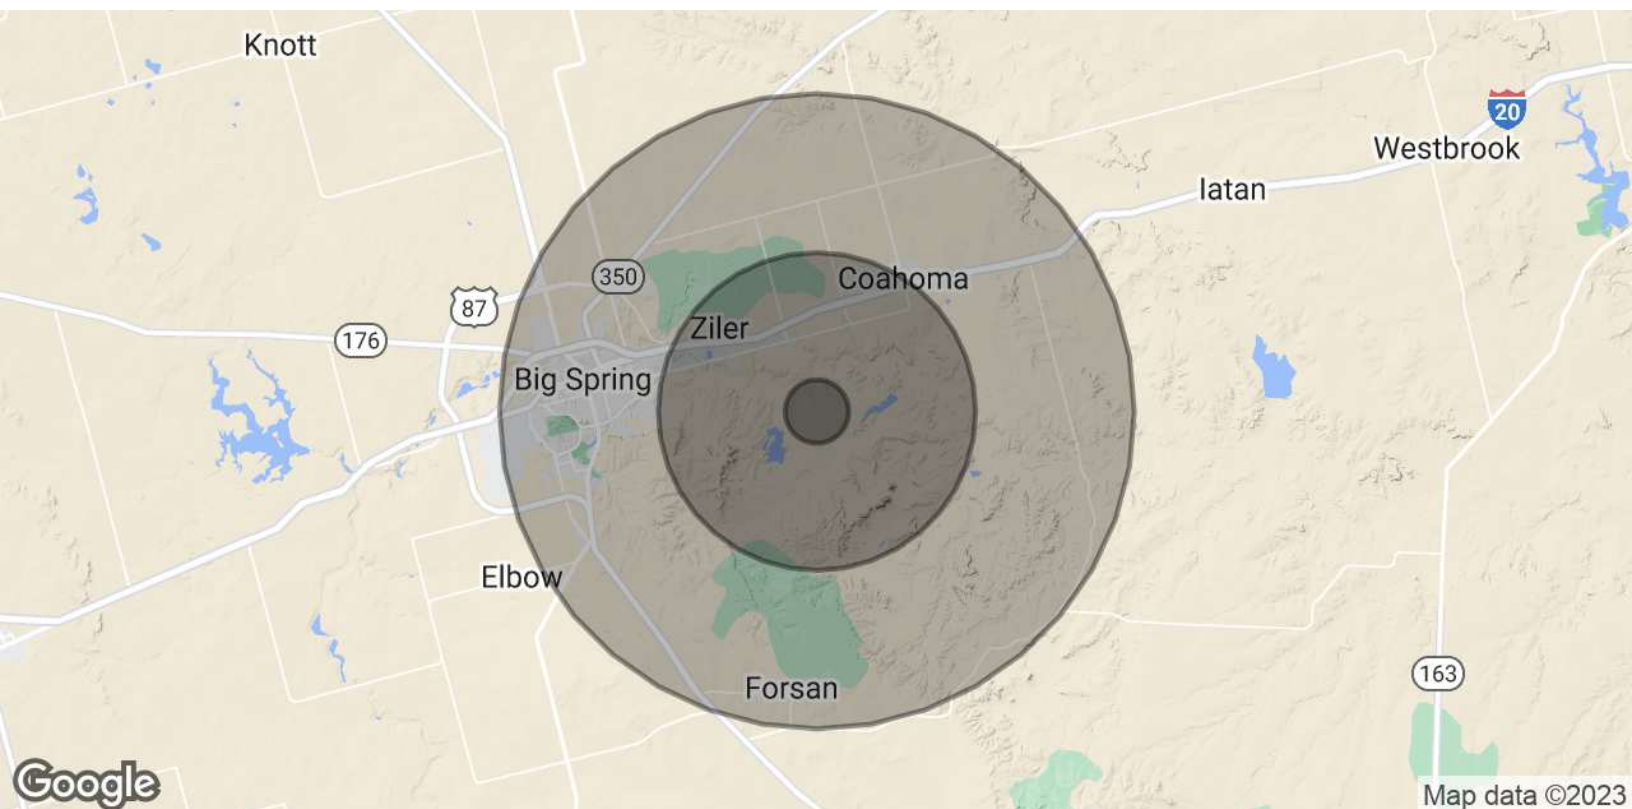 Knott
20
Westbrook
Iatan
350
Coahoma
87
Ziler
176
Big Spring
Elbow
163
Forsan
Google
Map data ©2023